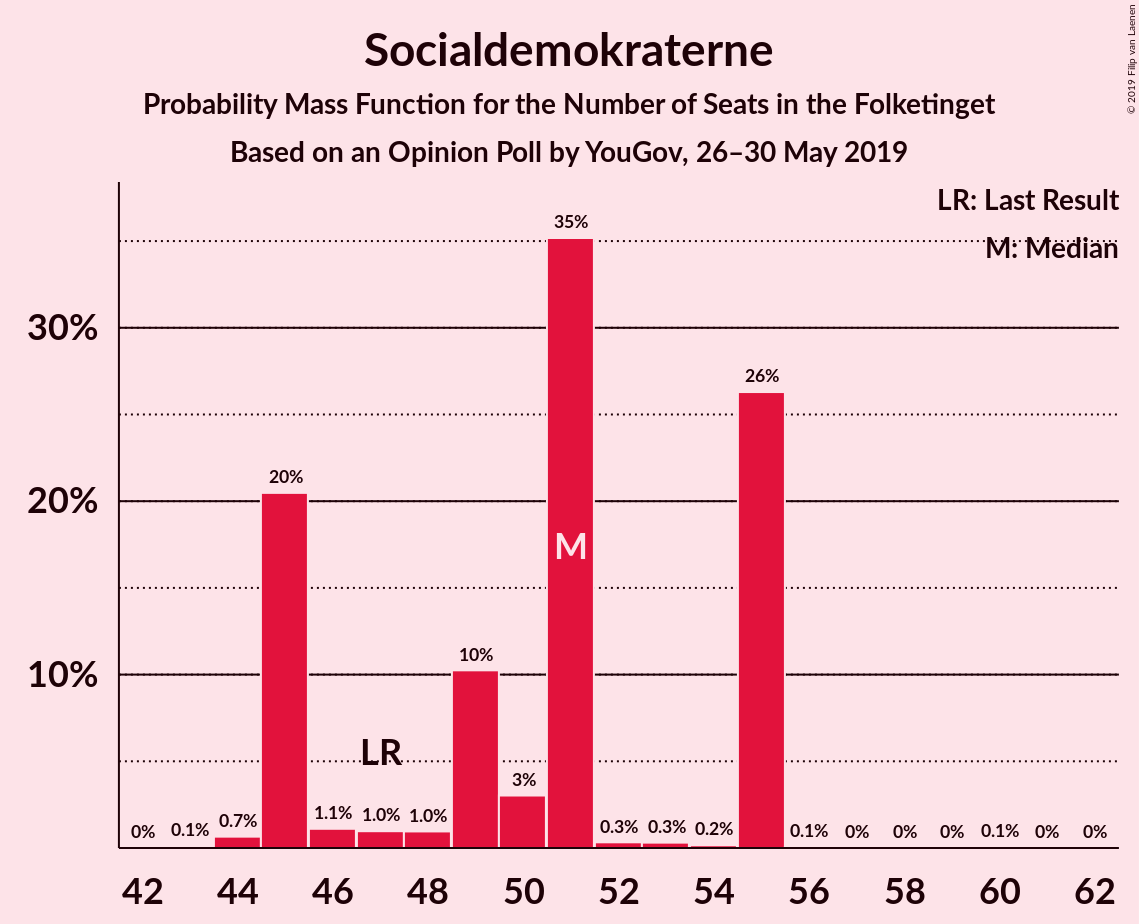 Socialdemokraterne
Probability Mass Function for the Number of Seats in the Folketinget
Based on an Opinion Poll by YouGov, 26–30 May 2019
© 2019 Filip van Laenen
LR: Last Result
M: Median
35%
30%
26%
20%
20%
M
10%
10%
LR
0%
0.1%
0.7%
1.1%
1.0%
1.0%
3%
0.3%
0.3%
0.2%
0.1%
0%
0%
0%
0.1%
0%
0%
42 44 46 48 50 52 54 56 58 60 62